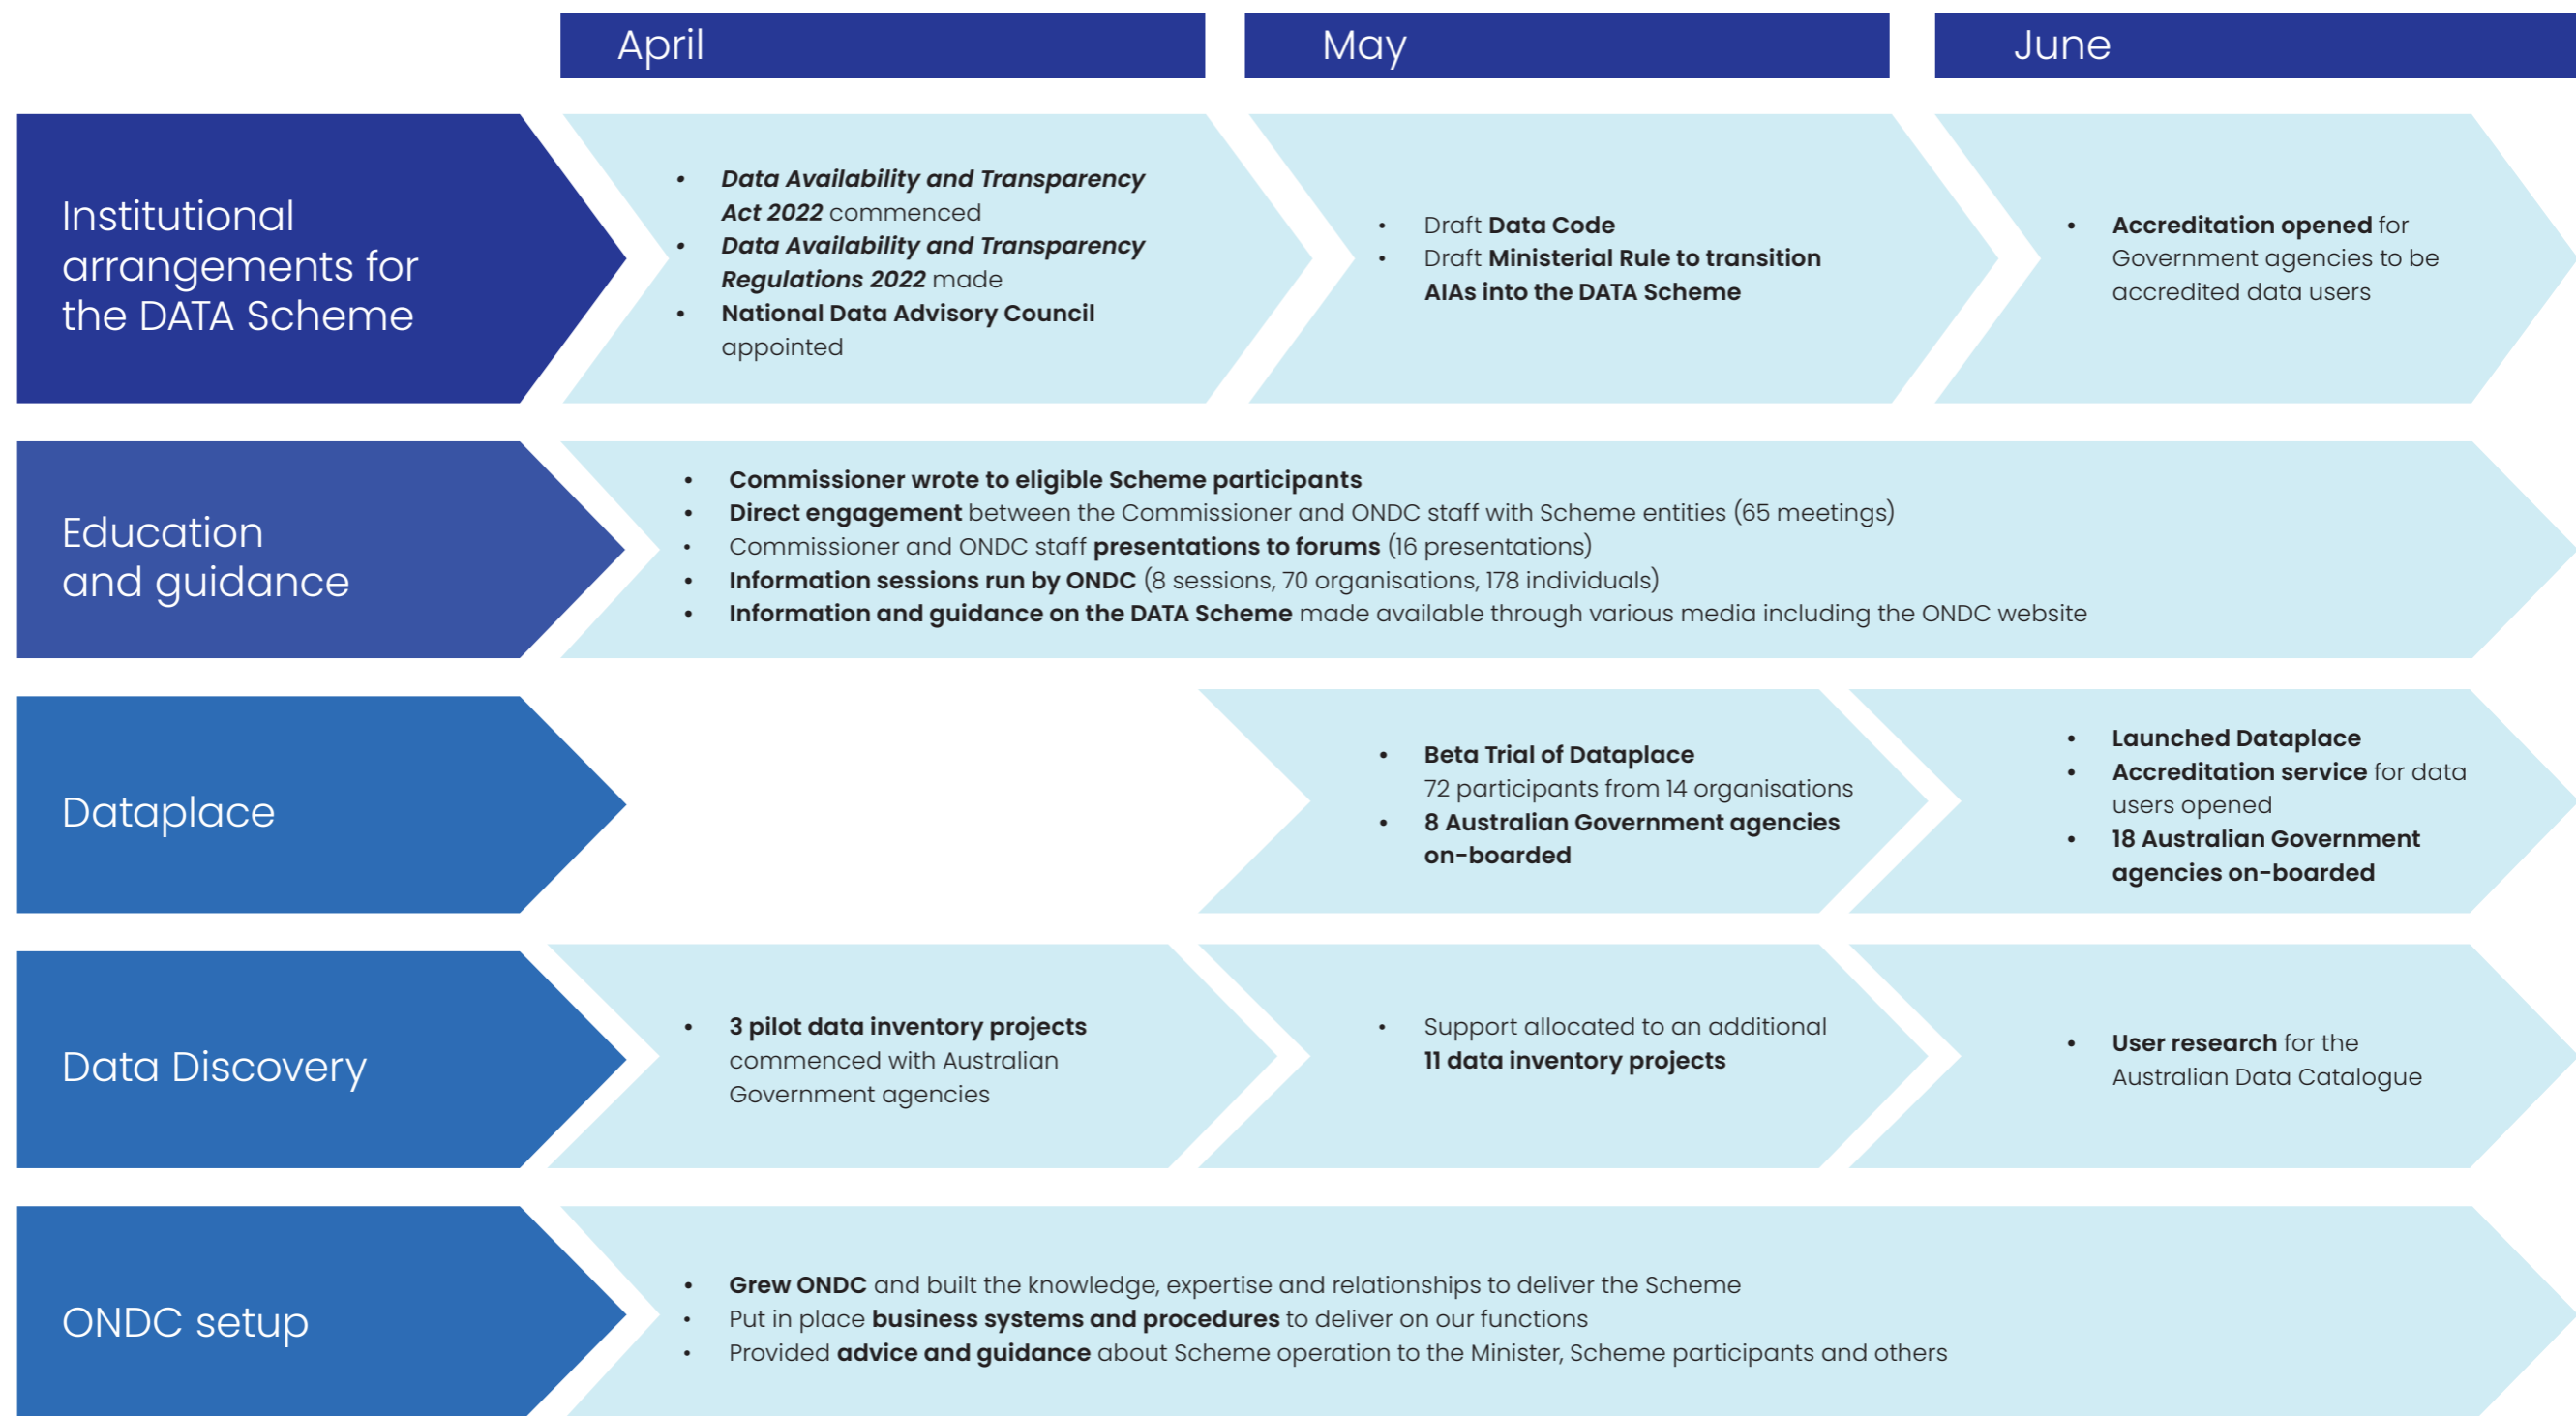 April
May
June
Institutional
arrangements for
the DATA Scheme
• Data Availability and Transparency
Act 2022 commenced
• Data Availability and Transparency
Regulations 2022 made
• National Data Advisory Council
appointed
• Draft Data Code
• Draft Ministerial Rule to transition
AIAs into the DATA Scheme
• Accreditation opened for
Government agencies to be
accredited data users
Education
and guidance
• Commissioner wrote to eligible Scheme participants
• Direct engagement between the Commissioner and ONDC staff with Scheme entities (65 meetings)
• Commissioner and ONDC staff presentations to forums (16 presentations)
• Information sessions run by ONDC (8 sessions, 70 organisations, 178 individuals)
• Information and guidance on the DATA Scheme made available through various media including the ONDC website
Dataplace
• Beta Trial of Dataplace
72 participants from 14 organisations
• 8 Australian Government agencies
on-boarded
• Launched Dataplace
• Accreditation service for data
users opened
• 18 Australian Government
agencies on-boarded
Data Discovery
• 3 pilot data inventory projects
commenced with Australian
Government agencies
• Support allocated to an additional
11 data inventory projects
• User research for the
Australian Data Catalogue
ONDC setup
• Grew ONDC and built the knowledge, expertise and relationships to deliver the Scheme
• Put in place business systems and procedures to deliver on our functions
• Provided advice and guidance about Scheme operation to the Minister, Scheme participants and others